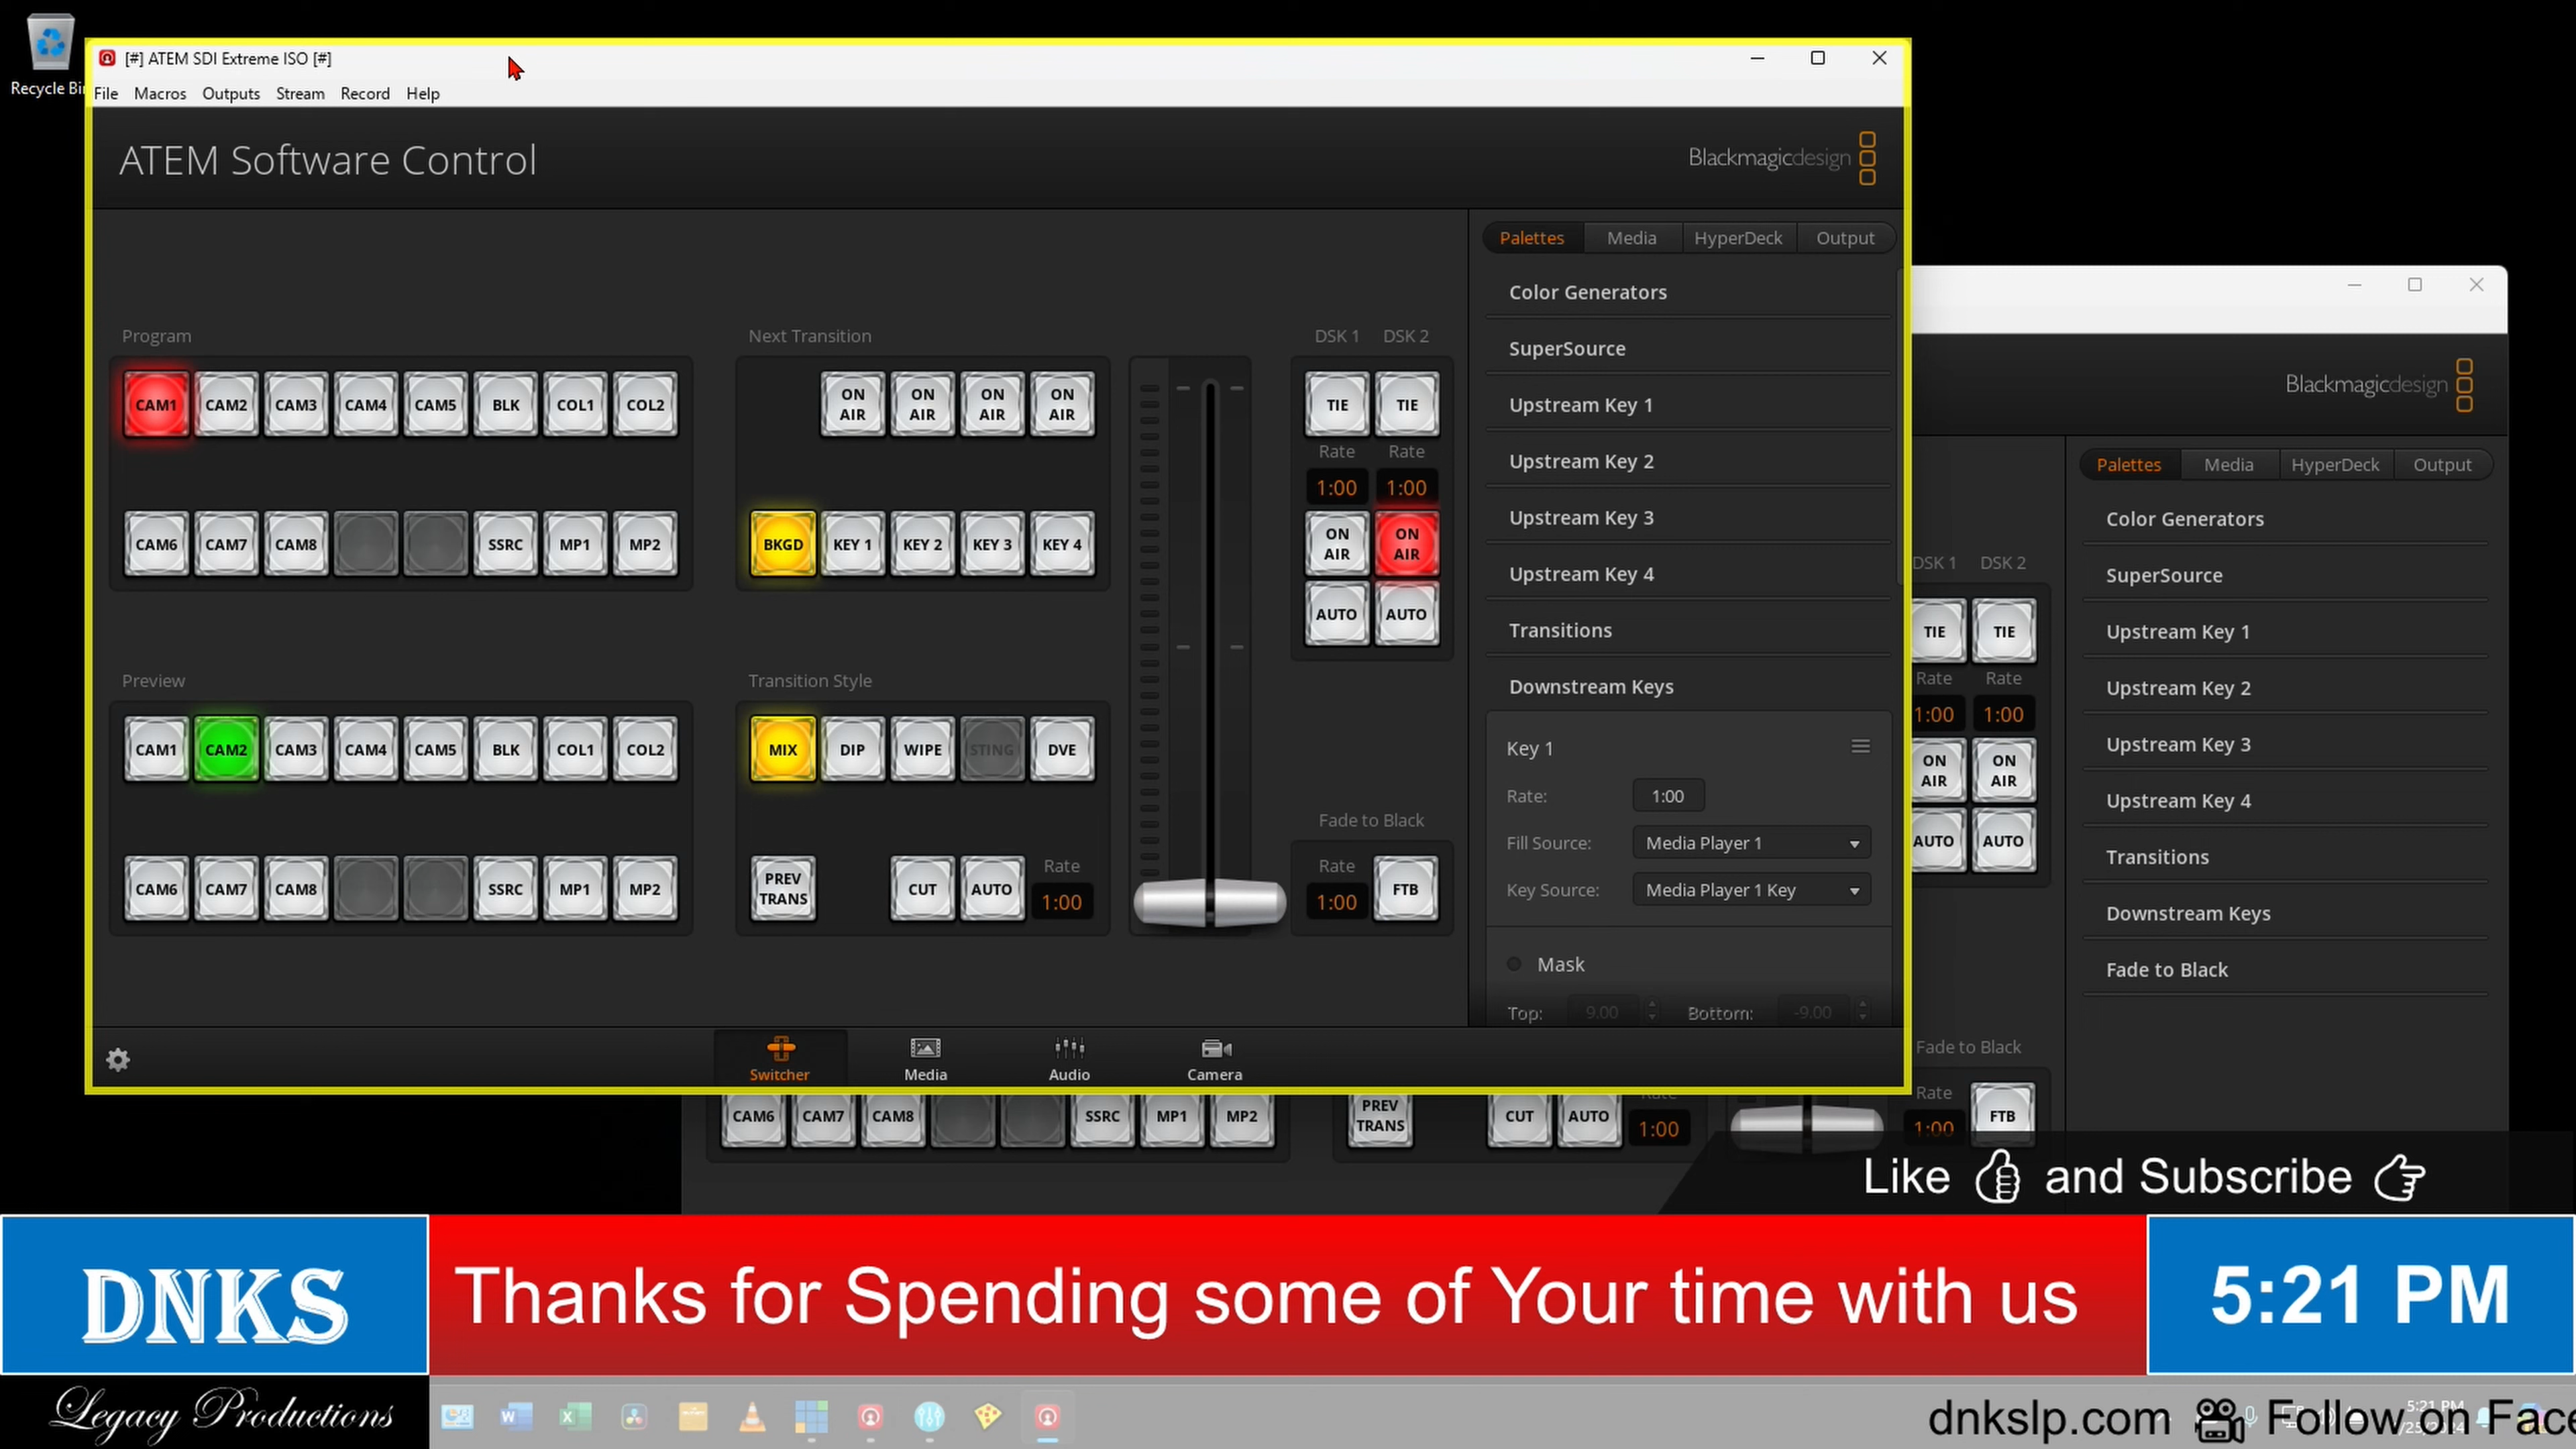 Recycle Bin
[#] ATEM SDI Extreme ISO [#]
File Macros Outputs Stream Record Help
ATEM Software Control
Blackmagicdesign
Palettes Media HyperDeck Output
Program
CAM1 CAM2 CAM3 CAM4 CAM5 BLK COL1 COL2
CAM6 CAM7 CAM8 SSRC MP1 MP2
Next Transition
ON AIR ON AIR ON AIR ON AIR
BKGD KEY 1 KEY 2 KEY 3 KEY 4
DSK 1 DSK 2
TIE TIE
Rate Rate
1:00 1:00
ON AIR ON AIR
AUTO AUTO
Preview
CAM1 CAM2 CAM3 CAM4 CAM5 BLK COL1 COL2
CAM6 CAM7 CAM8 SSRC MP1 MP2
Transition Style
MIX DIP WIPE STING DVE
PREV TRANS CUT AUTO
Rate
1:00
Fade to Black
Rate
1:00 FTB
Color Generators
SuperSource
Upstream Key 1
Upstream Key 2
Upstream Key 3
Upstream Key 4
Transitions
Downstream Keys
Key 1
Rate: 1:00
Fill Source: Media Player 1
Key Source: Media Player 1 Key
Mask
Top: 9.00 Bottom: -9.00
Switcher Media Audio Camera
Blackmagicdesign
Palettes Media HyperDeck Output
DSK 1 DSK 2
TIE TIE
Rate Rate
1:00 1:00
ON AIR ON AIR
AUTO AUTO
Color Generators
SuperSource
Upstream Key 1
Upstream Key 2
Upstream Key 3
Upstream Key 4
Transitions
Downstream Keys
Fade to Black
Fade to Black
Rate
1:00 FTB
CAM6 CAM7 CAM8 SSRC MP1 MP2
PREV TRANS CUT AUTO
Rate
1:00
Like and Subscribe
DNKS
Thanks for Spending some of Your time with us
5:21 PM
Legacy Productions
dnkslp.com Follow on Face
5:21 PM